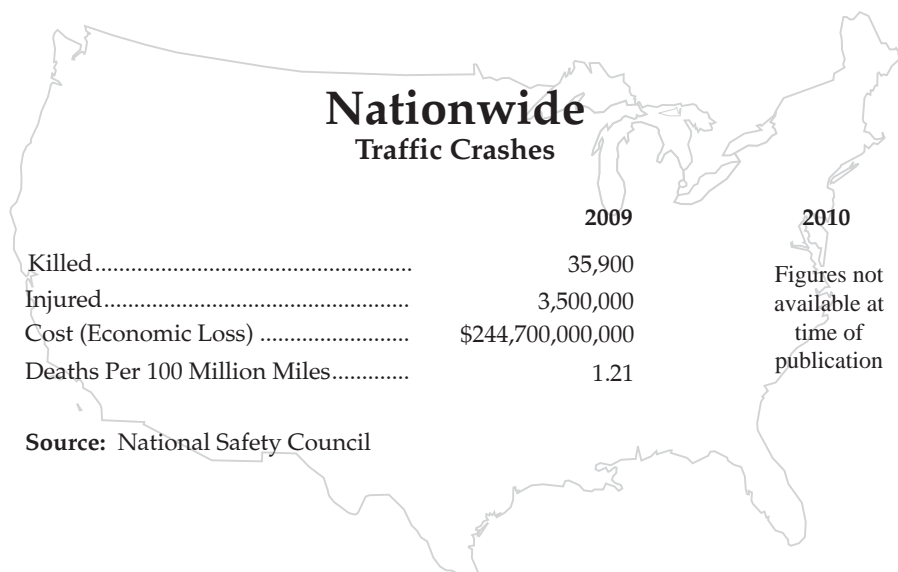 Nationwide
Traffic Crashes
2009 2010
Killed.................................................... 35,900
Injured.................................................. 3,500,000
Cost (Economic Loss) ......................... $244,700,000,000
Deaths Per 100 Million Miles............. 1.21
Figures not
available at
time of
publication
Source: National Safety Council